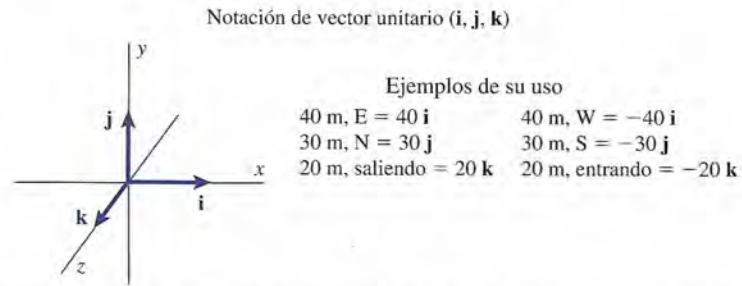 Notación de vector unitario (i, j, k)
y
j
x
i
k
z
Ejemplos de su uso
40 m, E = 40 i 40 m, W = −40 i
30 m, N = 30 j 30 m, S = −30 j
20 m, saliendo = 20 k 20 m, entrando = −20 k